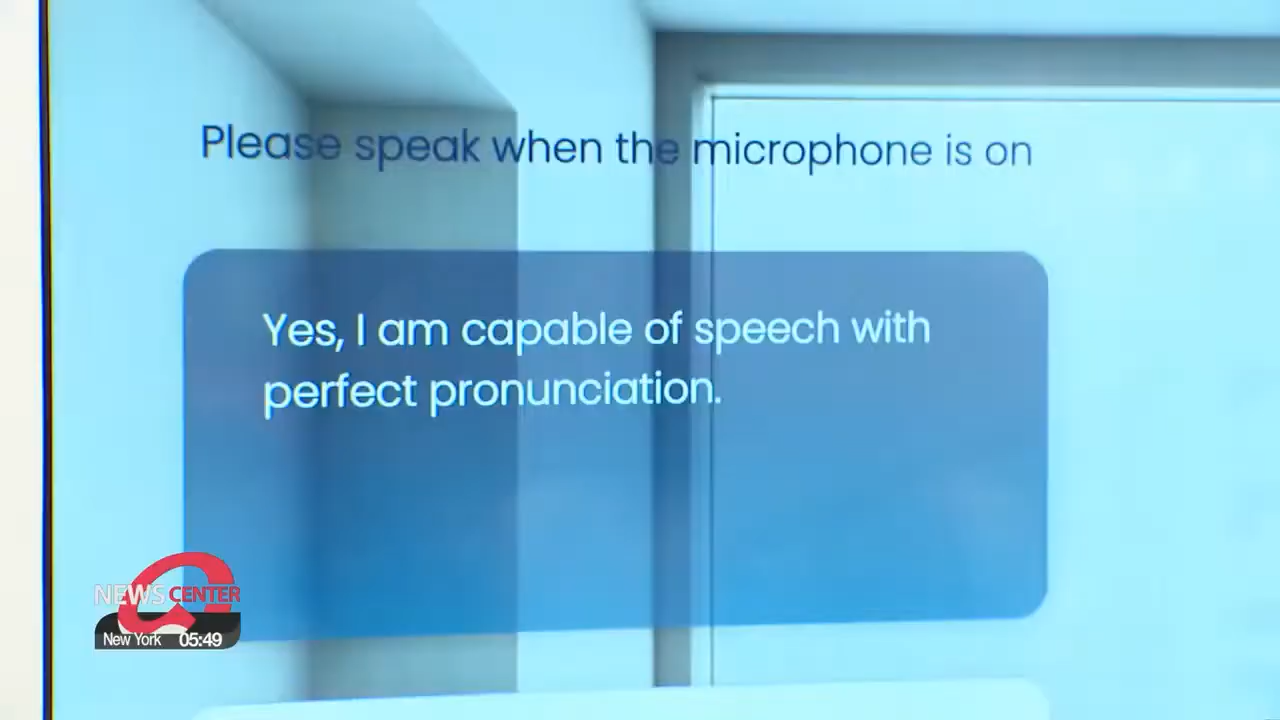 Please speak when the microphone is on
Yes, I am capable of speech with
perfect pronunciation.
NEWS CENTER
New York 05:49